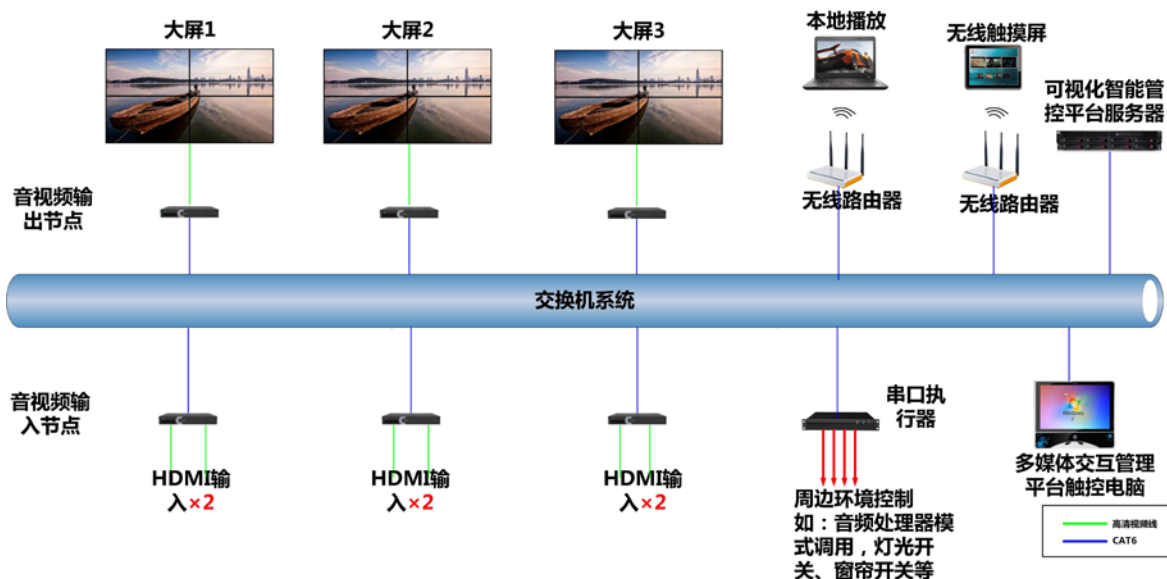 大屏1
大屏2
大屏3
本地播放
无线触摸屏
可视化智能管
控平台服务器
音视频输
出节点
无线路由器
无线路由器
交换机系统
音视频输
入节点
HDMI输
入×2
HDMI输
入×2
HDMI输
入×2
串口执
行器
周边环境控制
如：音频处理器模
式调用，灯光开
关、窗帘开关等
多媒体交互管理
平台触控电脑
高清视频线
CAT6